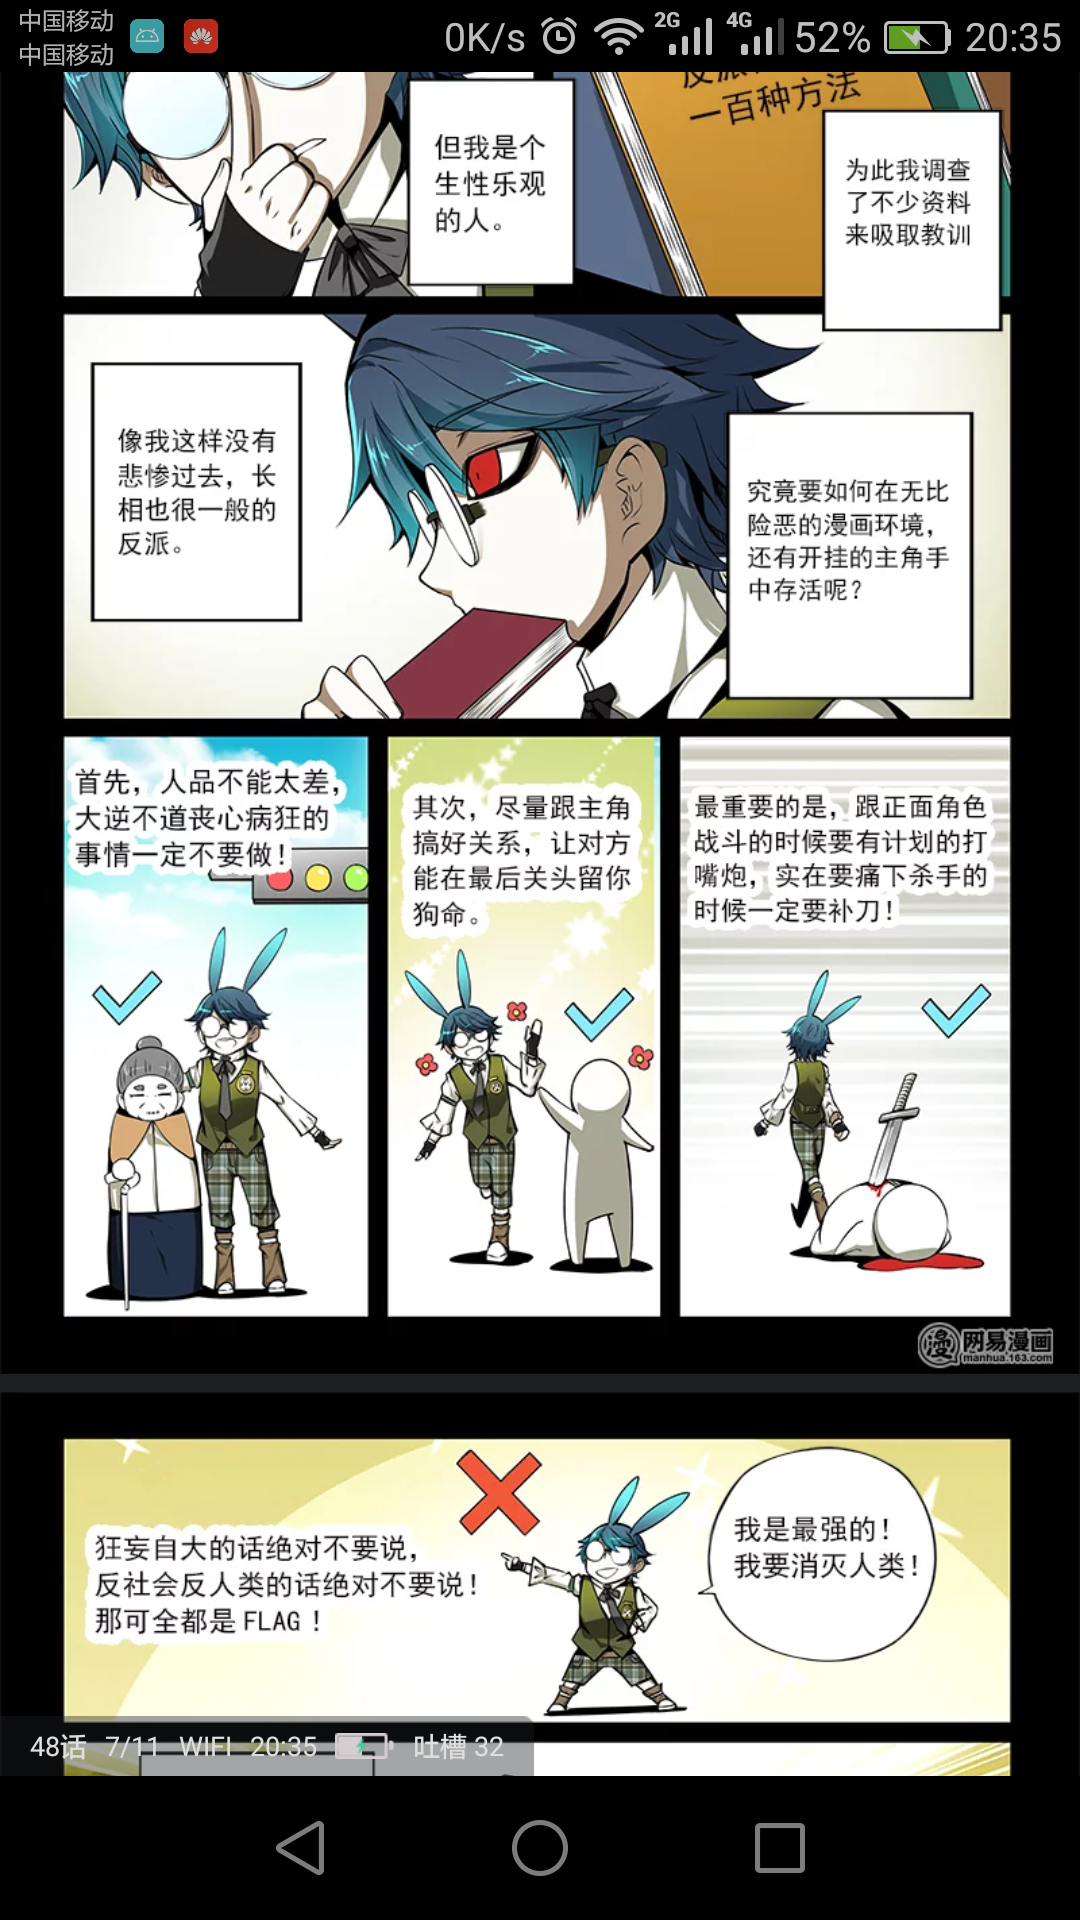 中国移动
中国移动
0K/s
2G
4G
52%
20:35
一百种方法
但我是个
生性乐观
的人。
为此我调查
了不少资料
来吸取教训
像我这样没有
悲惨过去，长
相也很一般的
反派。
究竟要如何在无比
险恶的漫画环境，
还有开挂的主角手
中存活呢？
首先，人品不能太差，
大逆不道丧心病狂的
事情一定不要做！
其次，尽量跟主角
搞好关系，让对方
能在最后关头留你
狗命。
最重要的是，跟正面角色
战斗的时候要有计划的打
嘴炮，实在要痛下杀手的
时候一定要补刀！
漫 网易漫画
manhua.163.com
狂妄自大的话绝对不要说，
反社会反人类的话绝对不要说！
那可全都是 FLAG！
我是最强的！
我要消灭人类！
48话 7/11 WIFI 20:35 吐槽 32